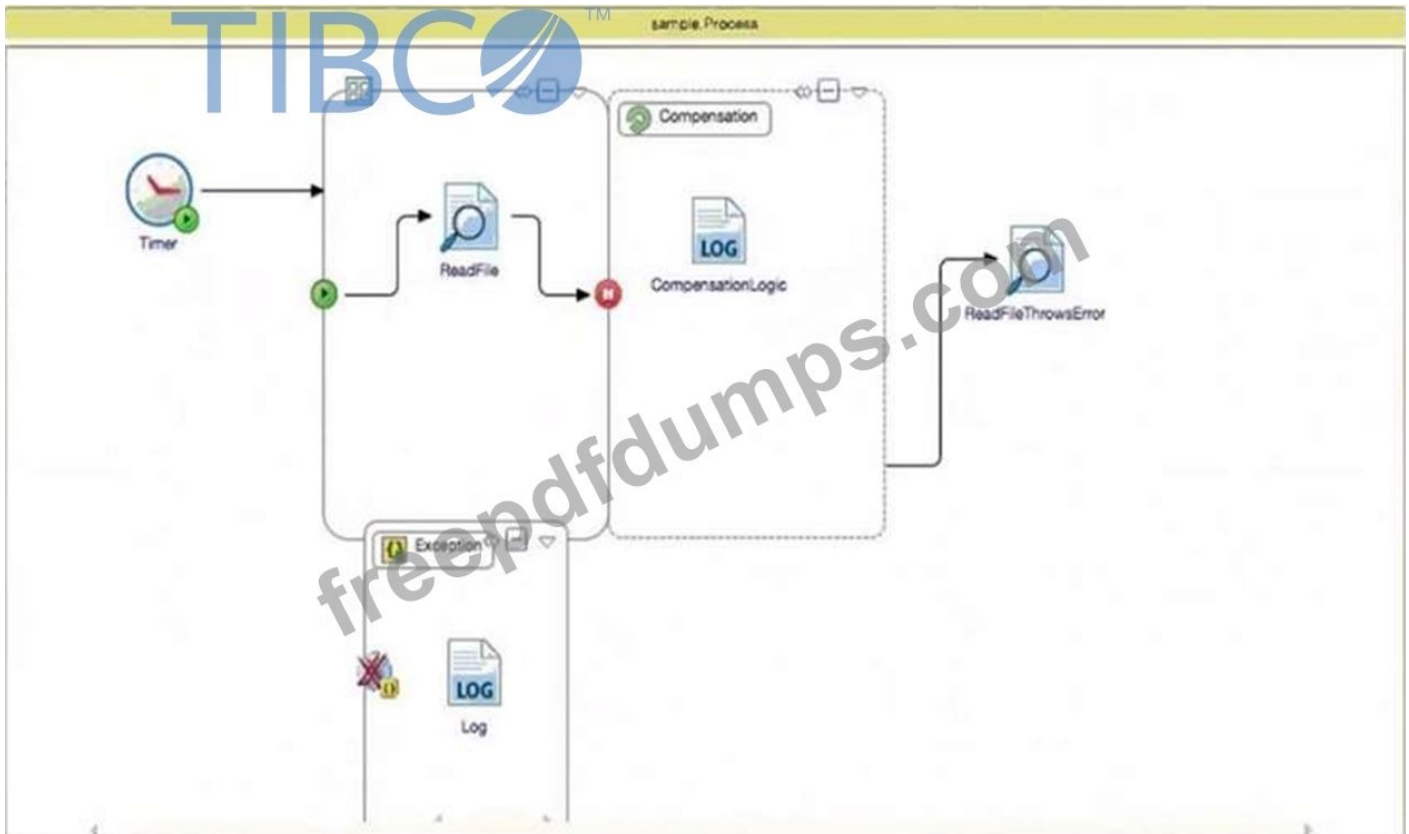 TIBCO™
sample.Process
Compensation
Timer
ReadFile
LOG
CompensationLogic
ReadFileThrowsError
Exception
LOG
Log
freepdfdumps.com